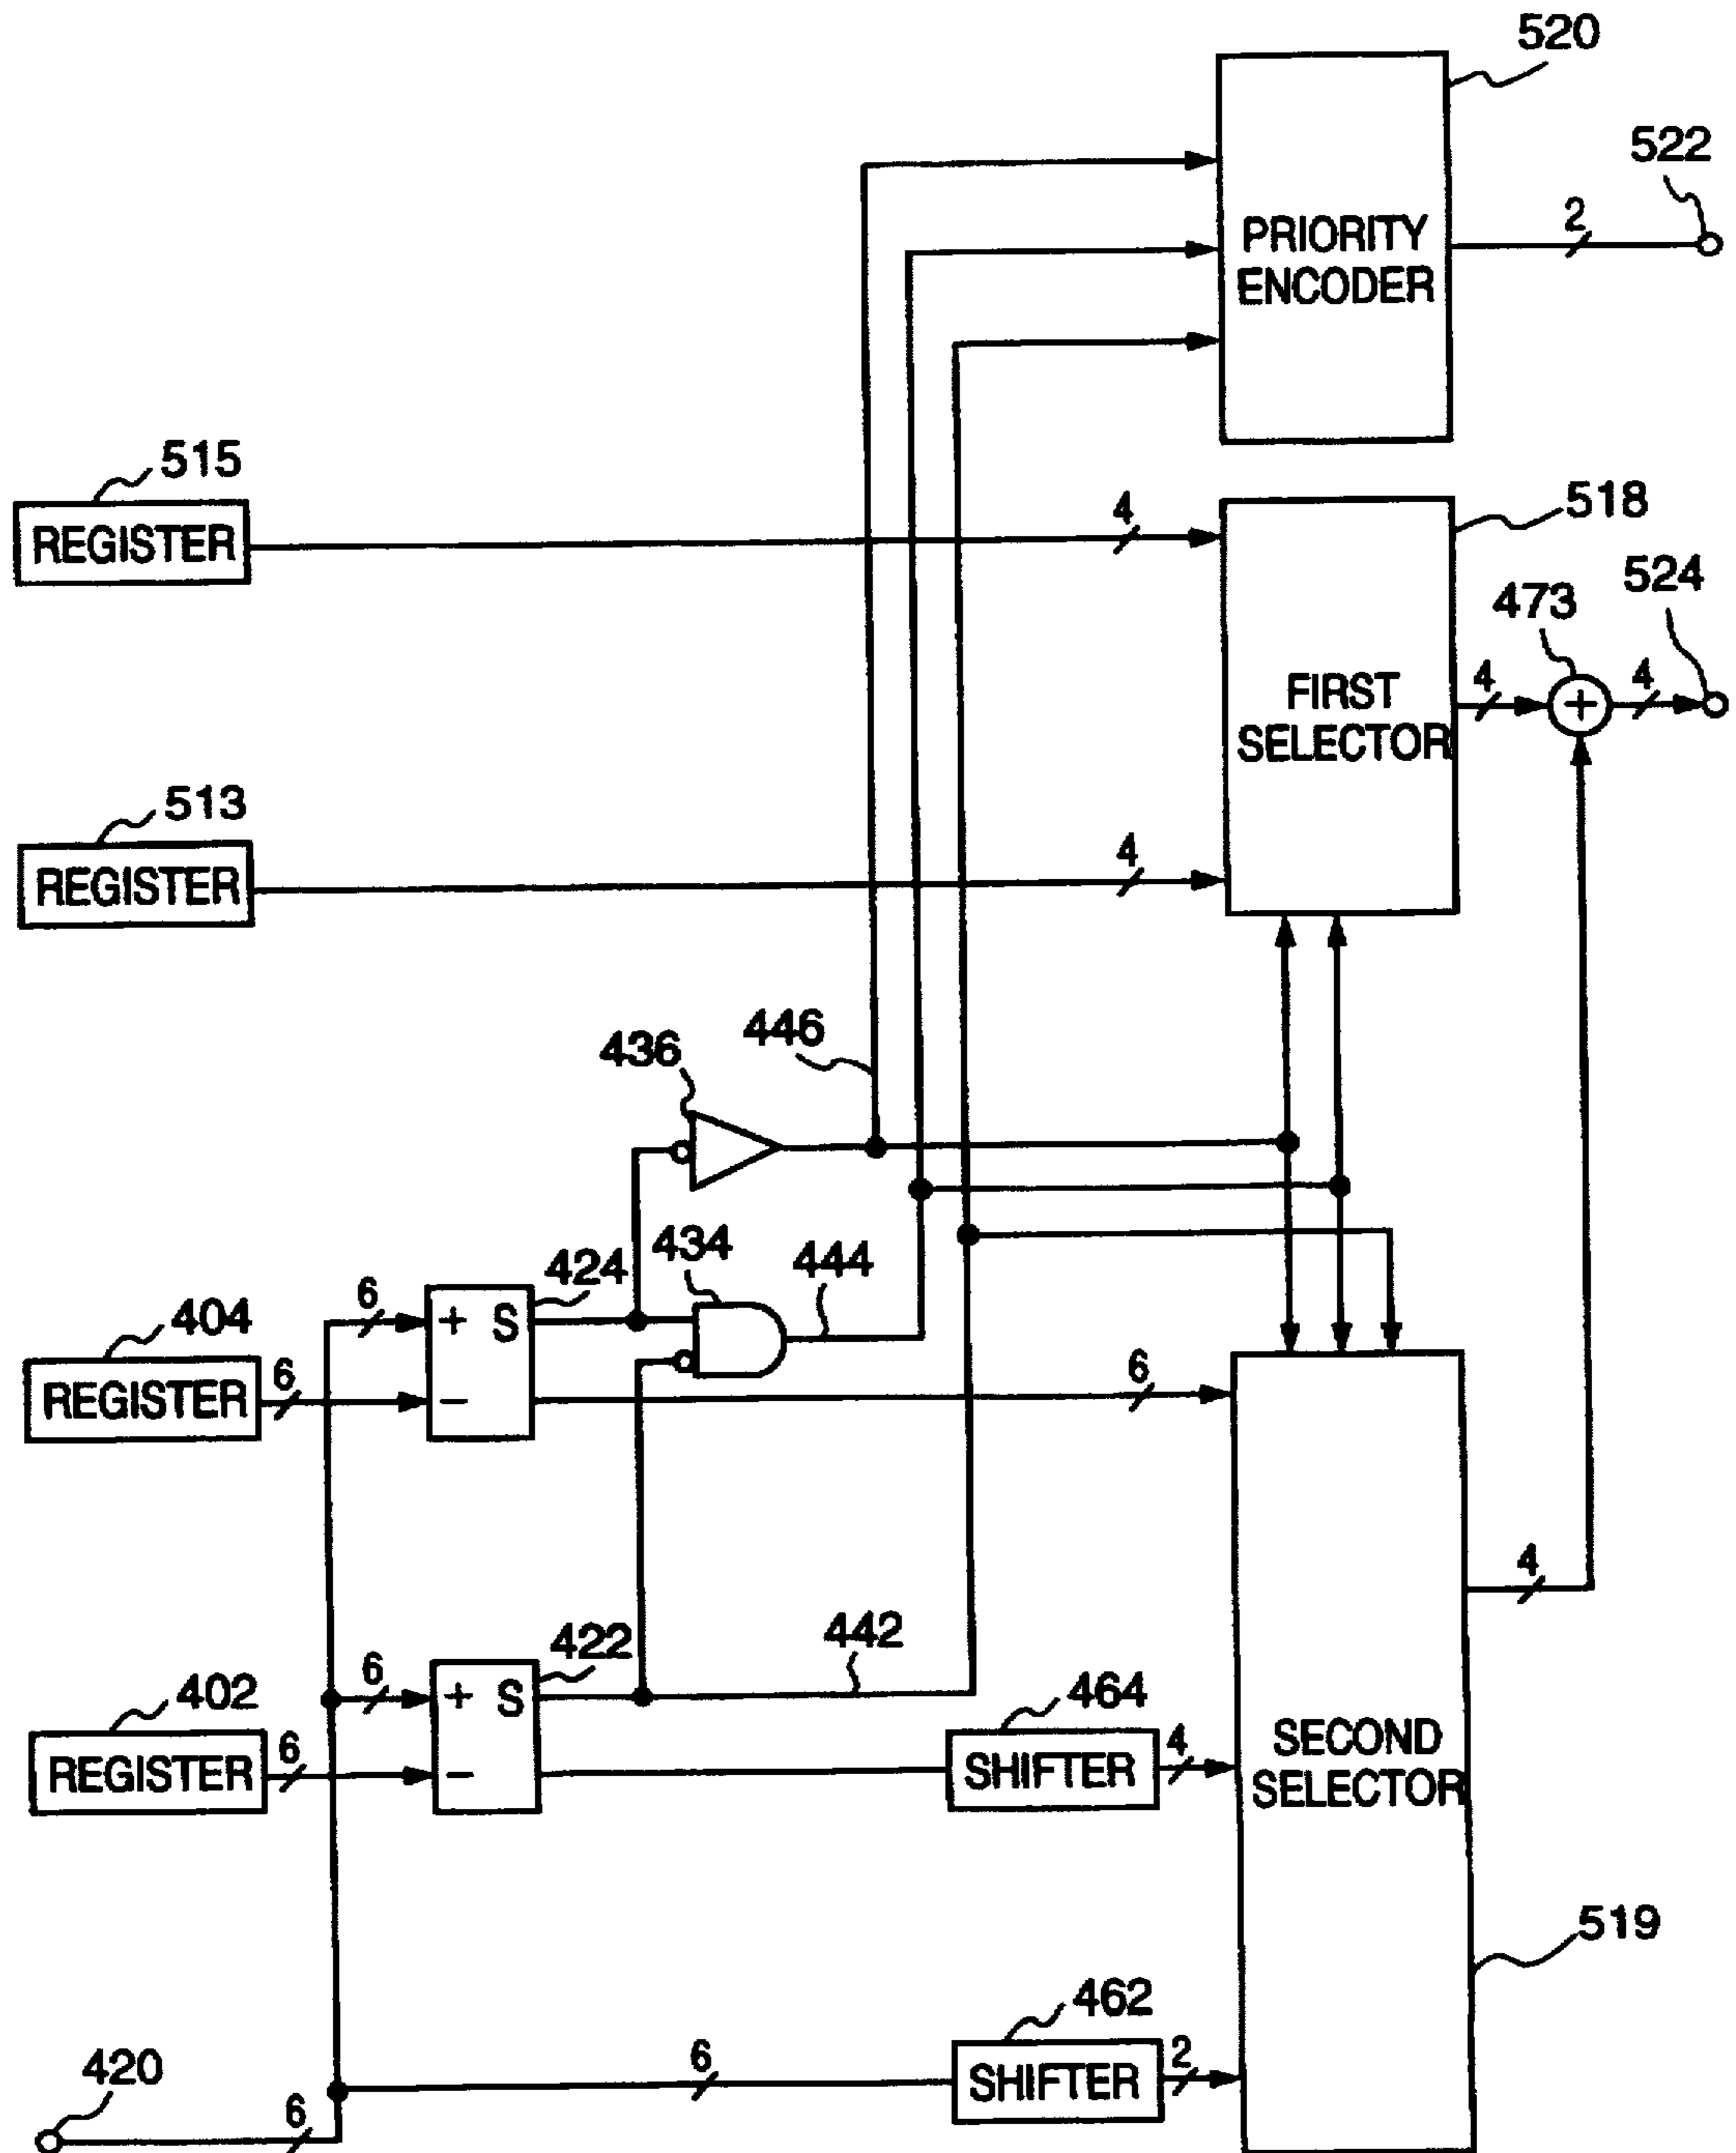 520
522
2
PRIORITY
ENCODER
515
REGISTER
4
518
524
473
FIRST
SELECTOR
4
+
4
513
REGISTER
4
436
446
434
444
424
6
+ S
404
REGISTER
6
−
6
4
422
442
6
+ S
402
REGISTER
6
−
464
SHIFTER
4
SECOND
SELECTOR
519
462
6
SHIFTER
2
420
6